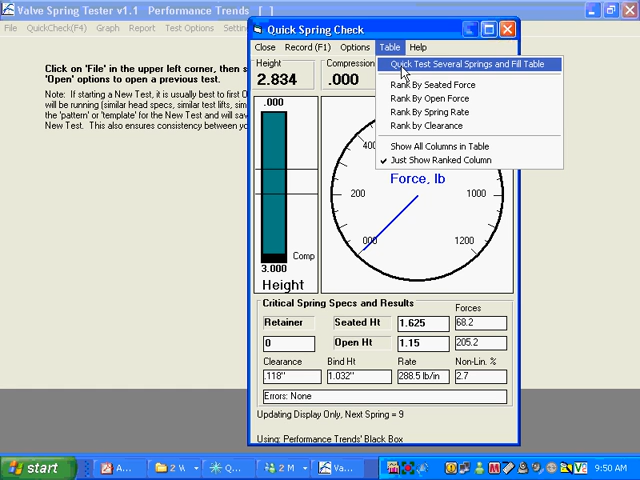 Valve Spring Tester v1.1   Performance Trends   [
File QuickCheck(F4) Graph Report Test Options
Click on 'File' in the upper left corner, then
'Open' options to open a previous test.
Note: If starting a New Test, it is usually best to first
will be running (similar head specs, similar test lifts,
the 'pattern' or 'template' for the New Test and will
New Test. This also ensures consistency between
Quick Spring Check
Close Record (F1) Options Table Help
Quick Test Several Springs and Fill Table
Rank By Seated Force
Rank By Open Force
Rank By Spring Rate
Rank by Clearance
Show All Columns in Table
Just Show Ranked Column
Height
2.834
Compression
.000
.000
Comp
3.000
Height
Force, lb
200
1000
000
1200
Critical Spring Specs and Results
Forces
Retainer Seated Ht 1.625 68.2
0 Open Ht 1.15 205.2
Clearance Bind Ht Rate Non-Lin. %
.118" 1.032" 288.5 lb/in 2.7
Errors: None
Updating Display Only, Next Spring = 9
Using: Performance Trends' Black Box
start A... 2 Q... 2 M Va... 9:50 AM